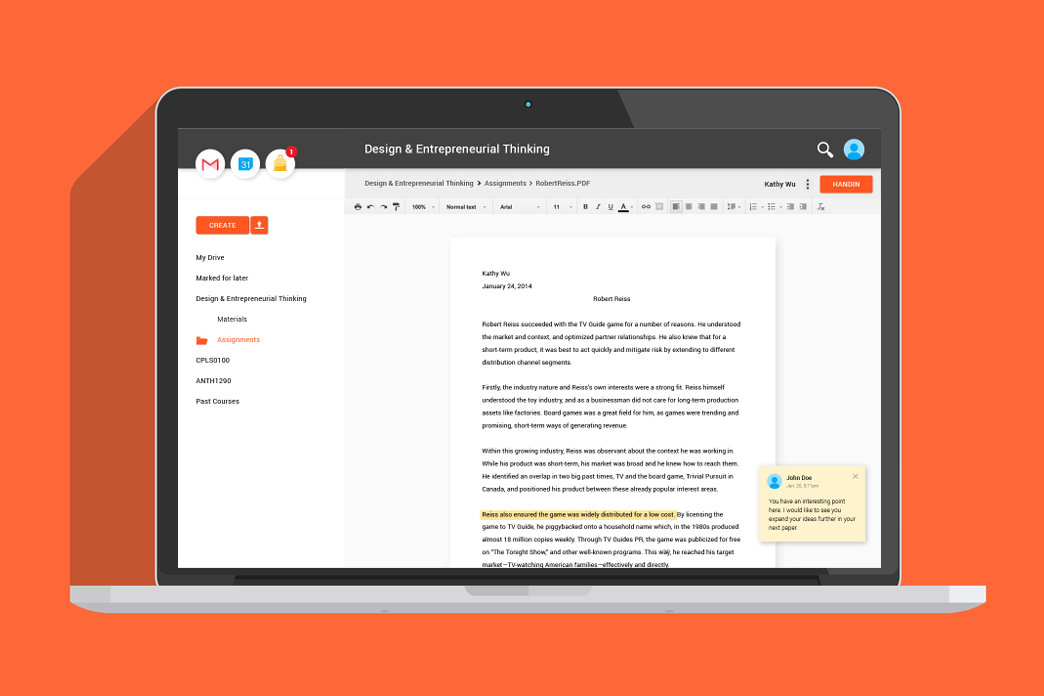 1
31
Design & Entrepreneurial Thinking
Design & Entrepreneurial Thinking > Assignments > RobertReiss.PDF
Kathy Wu
HANDIN
100%
Normal text
Arial
11
B I U A
CREATE
My Drive
Marked for later
Design & Entrepreneurial Thinking
Materials
Assignments
CPLS0100
ANTH1290
Past Courses
Kathy Wu
January 24, 2014
Robert Reiss
Robert Reiss succeeded with the TV Guide game for a number of reasons. He understood
the market and context, and optimized partner relationships. He also knew that for a
short-term product, it was best to act quickly and mitigate risk by extending to different
distribution channel segments.
Firstly, the industry nature and Reiss's own interests were a strong fit. Reiss himself
understood the toy industry, and as a businessman did not care for long-term production
assets like factories. Board games was a great field for him, as games were trending and
promising, short-term ways of generating revenue.
Within this growing industry, Reiss was observant about the context he was working in.
While his product was short-term, his market was broad and he knew how to reach them.
He identified an overlap in two big past times, TV and the board game, Trivial Pursuit in
Canada, and positioned his product between these already popular interest areas.
Reiss also ensured the game was widely distributed for a low cost. By licensing the
game to TV Guide, he piggybacked onto a household name which, in the 1980s produced
almost 18 million copies weekly. Through TV Guides PR, the game was publicized for free
on "The Tonight Show," and other well-known programs. This way, he reached his target
market—TV-watching American families—effectively and directly.
John Doe
You have an interesting point
here. I would like to see you
expand your ideas further in your
next paper.